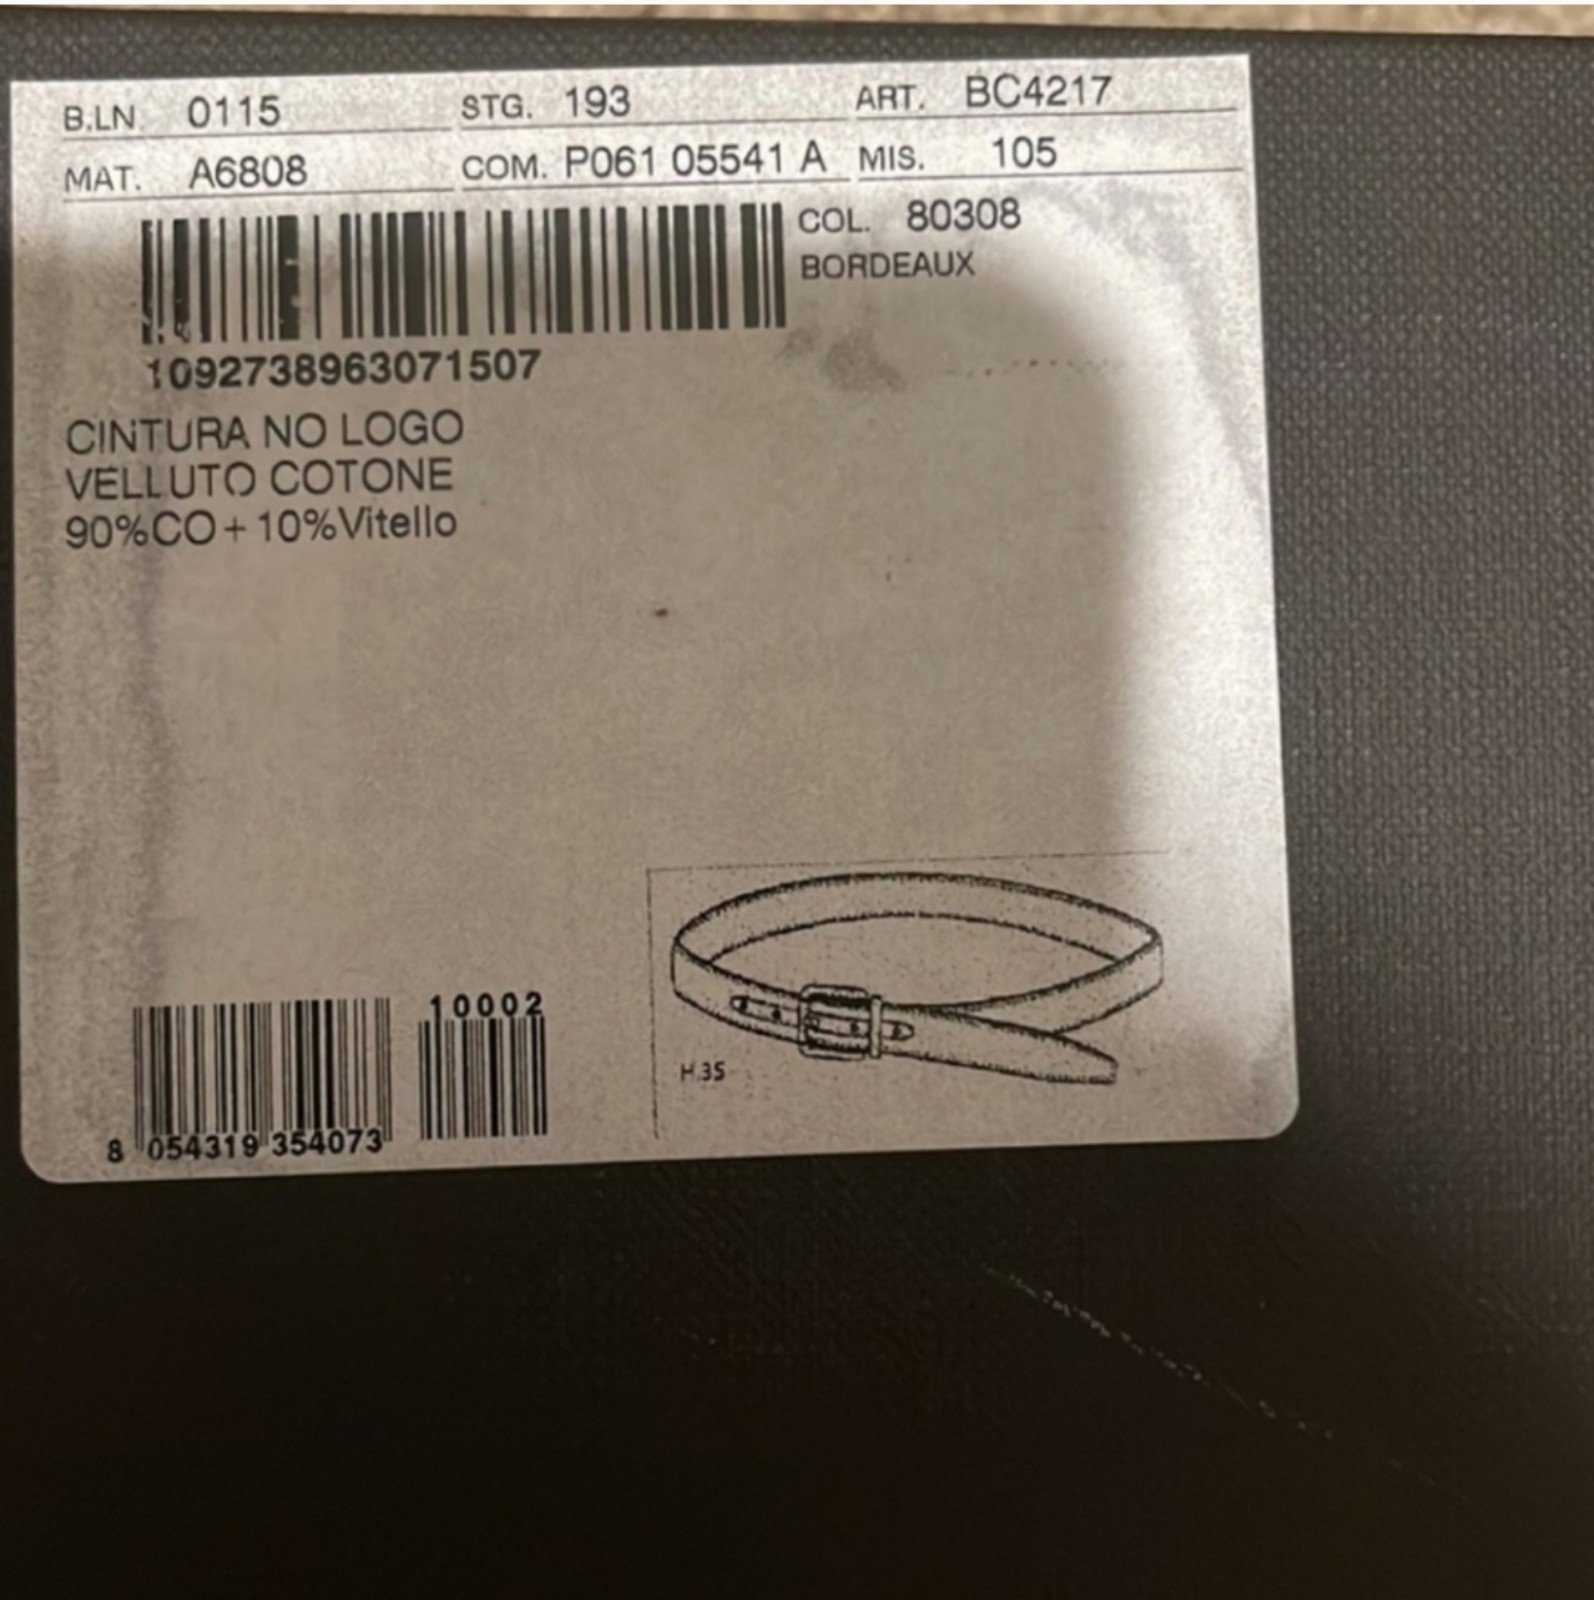 B.LN. 0115 STG. 193 ART. BC4217
MAT. A6808 COM. P061 05541 A MIS. 105
COL. 80308
BORDEAUX
1092738963071507
CINTURA NO LOGO
VELLUTO COTONE
90%CO+10%Vitello
H.35
10002
8 054319 354073